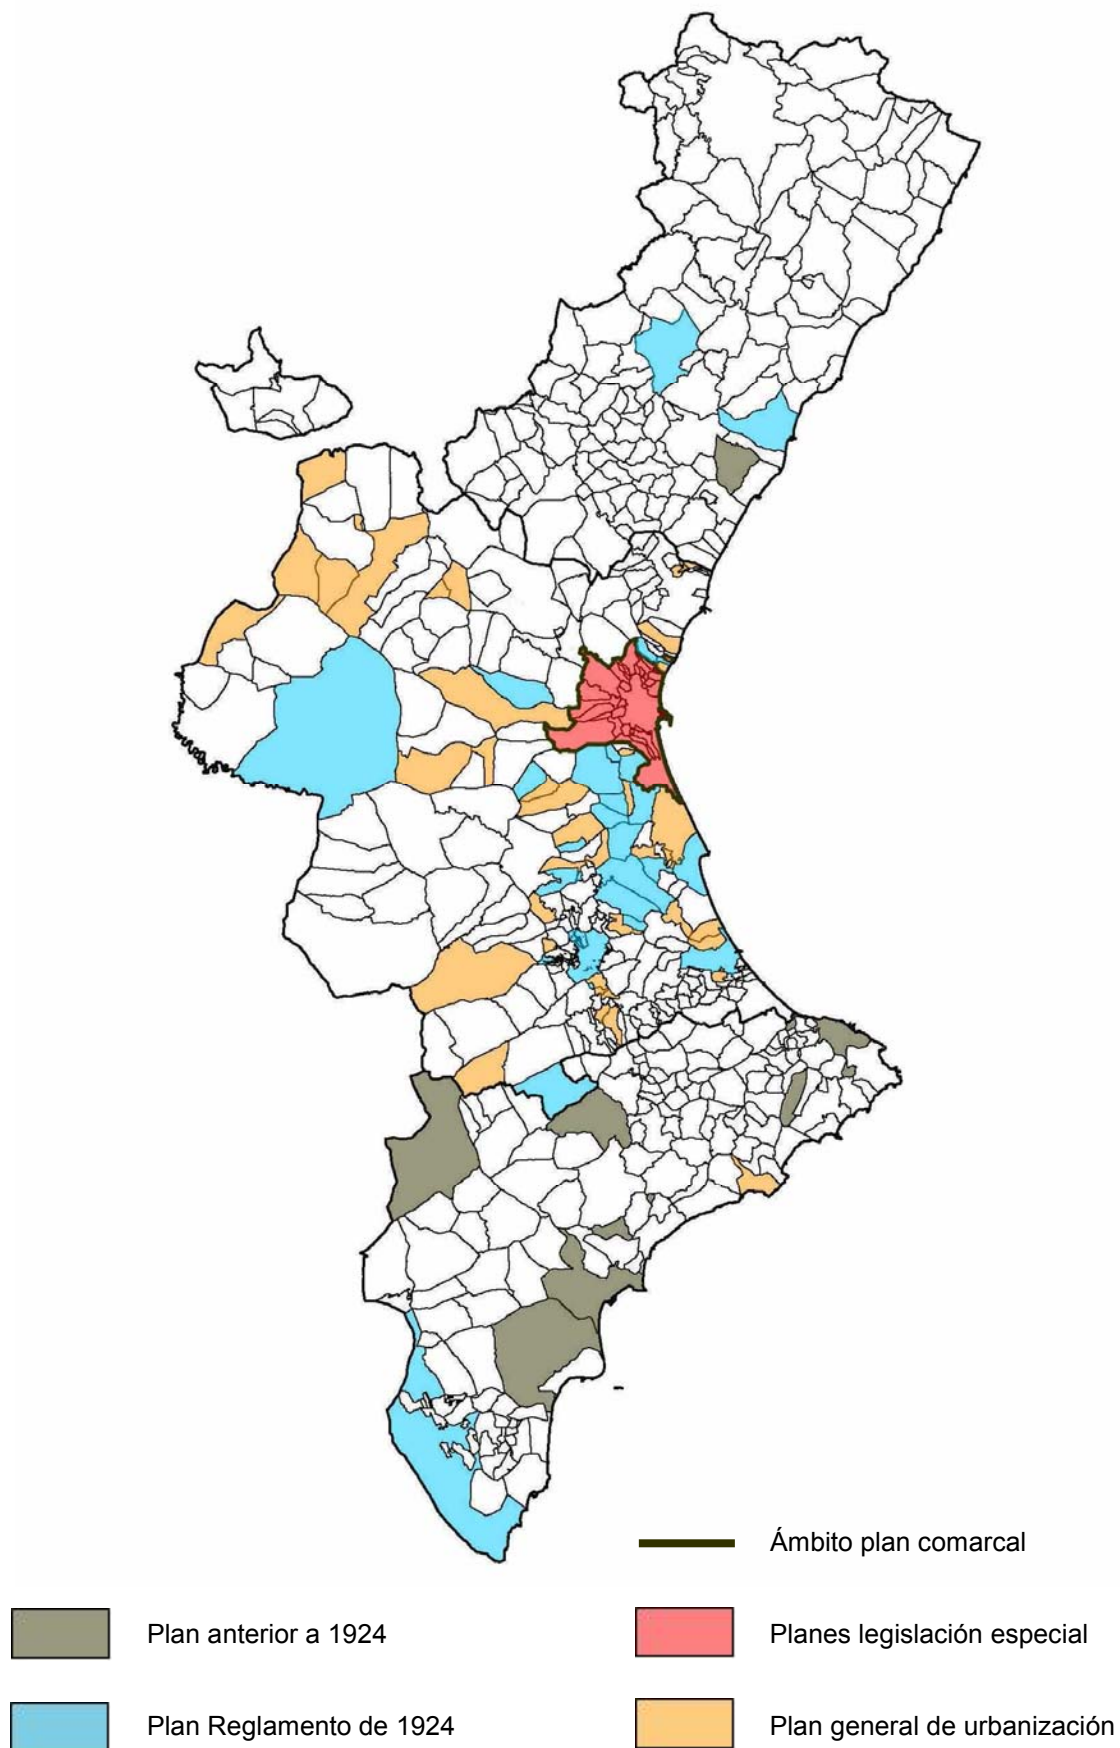 Ámbito plan comarcal
Plan anterior a 1924
Planes legislación especial
Plan Reglamento de 1924
Plan general de urbanización